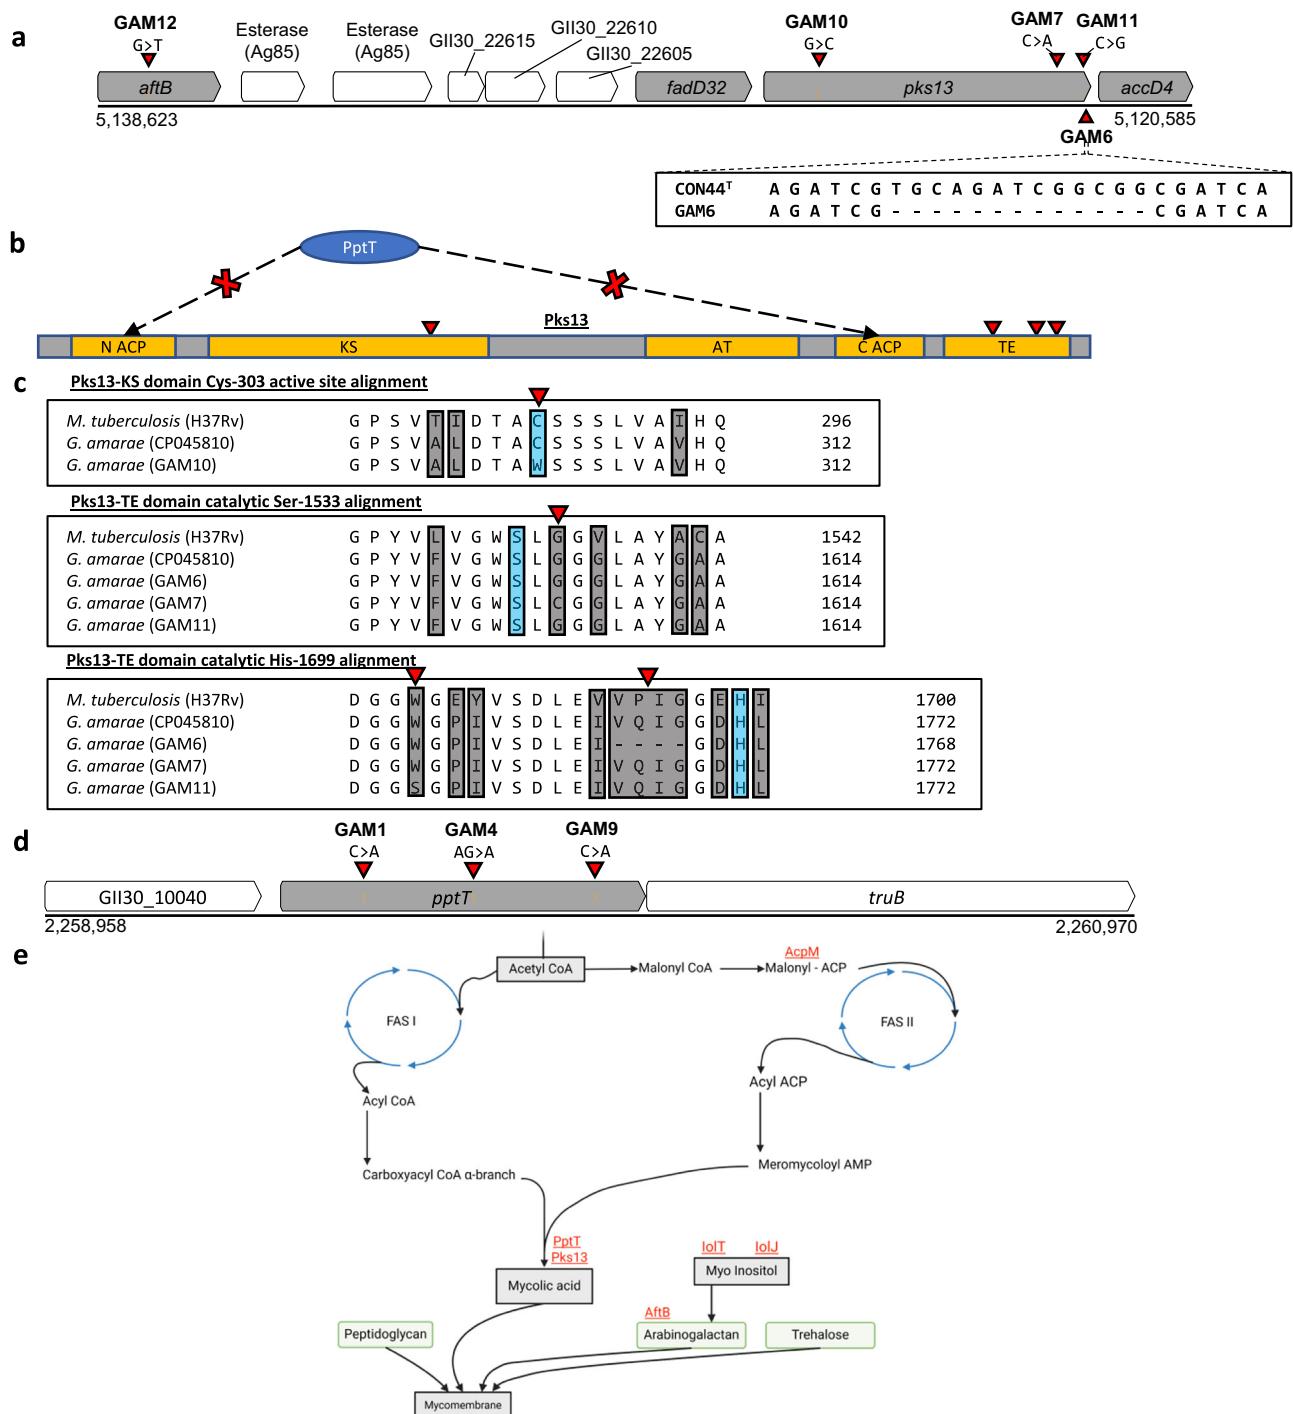 a
GAM12
G>T
Esterase
(Ag85)
Esterase
(Ag85)
GII30_22615
GII30_22610
GII30_22605
GAM10
G>C
GAM7
C>A
GAM11
C>G
aftB
fadD32
pks13
accD4
5,138,623
5,120,585
GAM6
CON44ᵀ A G A T C G T G C A G A T C G G C G G C G A T C A
GAM6 A G A T C G - - - - - - - - - - - - - C G A T C A
b
PptT
Pks13
N ACP
KS
AT
C ACP
TE
c
Pks13-KS domain Cys-303 active site alignment
M. tuberculosis (H37Rv) G P S V T I D T A C S S S L V A I H Q 296
G. amarae (CP045810) G P S V A L D T A C S S S L V A V H Q 312
G. amarae (GAM10) G P S V A L D T A W S S S L V A V H Q 312
Pks13-TE domain catalytic Ser-1533 alignment
M. tuberculosis (H37Rv) G P Y V L V G W S L G G V L A Y A C A 1542
G. amarae (CP045810) G P Y V F V G W S L G G G L A Y G A A 1614
G. amarae (GAM6) G P Y V F V G W S L G G G L A Y G A A 1614
G. amarae (GAM7) G P Y V F V G W S L C G G L A Y G A A 1614
G. amarae (GAM11) G P Y V F V G W S L G G G L A Y G A A 1614
Pks13-TE domain catalytic His-1699 alignment
M. tuberculosis (H37Rv) D G G W G E Y V S D L E V V P I G G E H I 1700
G. amarae (CP045810) D G G W G P I V S D L E I V Q I G G D H L 1772
G. amarae (GAM6) D G G W G P I V S D L E I - - - - G D H L 1768
G. amarae (GAM7) D G G W G P I V S D L E I V Q I G G D H L 1772
G. amarae (GAM11) D G G S G P I V S D L E I V Q I G G D H L 1772
d
GAM1
C>A
GAM4
AG>A
GAM9
C>A
GII30_10040
pptT
truB
2,258,958
2,260,970
e
Acetyl CoA
Malonyl CoA
AcpM
Malonyl - ACP
FAS I
FAS II
Acyl CoA
Acyl ACP
Carboxyacyl CoA α-branch
Meromycoloyl AMP
PptT
Pks13
Mycolic acid
IolT
IolJ
Myo Inositol
AftB
Peptidoglycan
Arabinogalactan
Trehalose
Mycomembrane